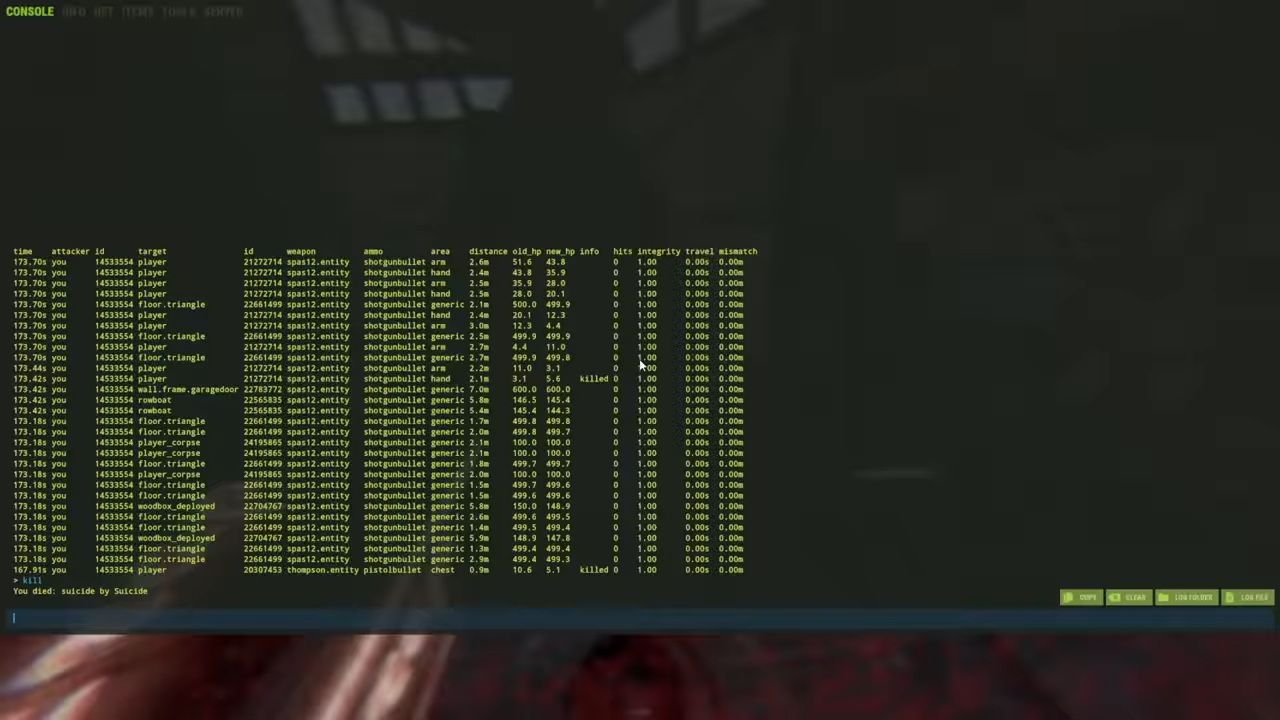 CONSOLE INFO NET ITEMS TOOLS SERVER
time attacker id target id weapon ammo area distance old_hp new_hp info hits integrity travel mismatch
173.70s you 14533554 player 21272714 spas12.entity shotgunbullet arm 2.6m 51.6 43.8 0 1.00 0.00s 0.00m
173.70s you 14533554 player 21272714 spas12.entity shotgunbullet hand 2.4m 43.8 35.9 0 1.00 0.00s 0.00m
173.70s you 14533554 player 21272714 spas12.entity shotgunbullet arm 2.5m 35.9 28.0 0 1.00 0.00s 0.00m
173.70s you 14533554 player 21272714 spas12.entity shotgunbullet hand 2.5m 28.0 20.1 0 1.00 0.00s 0.00m
173.70s you 14533554 floor.triangle 22661499 spas12.entity shotgunbullet generic 2.1m 500.0 499.9 0 1.00 0.00s 0.00m
173.70s you 14533554 player 21272714 spas12.entity shotgunbullet hand 2.4m 20.1 12.3 0 1.00 0.00s 0.00m
173.70s you 14533554 player 21272714 spas12.entity shotgunbullet arm 3.0m 12.3 4.4 0 1.00 0.00s 0.00m
173.70s you 14533554 floor.triangle 22661499 spas12.entity shotgunbullet generic 2.5m 499.9 499.9 0 1.00 0.00s 0.00m
173.70s you 14533554 player 21272714 spas12.entity shotgunbullet arm 2.7m 4.4 11.0 0 1.00 0.00s 0.00m
173.70s you 14533554 floor.triangle 22661499 spas12.entity shotgunbullet generic 2.7m 499.9 499.8 0 1.00 0.00s 0.00m
173.44s you 14533554 player 21272714 spas12.entity shotgunbullet arm 2.2m 11.0 3.1 0 1.00 0.00s 0.00m
173.42s you 14533554 player 21272714 spas12.entity shotgunbullet hand 2.1m 3.1 5.6 killed 0 1.00 0.00s 0.00m
173.42s you 14533554 wall.frame.garagedoor 22783772 spas12.entity shotgunbullet generic 7.0m 600.0 600.0 0 1.00 0.00s 0.00m
173.42s you 14533554 rowboat 22565835 spas12.entity shotgunbullet generic 5.8m 146.5 145.4 0 1.00 0.00s 0.00m
173.42s you 14533554 rowboat 22565835 spas12.entity shotgunbullet generic 5.4m 145.4 144.3 0 1.00 0.00s 0.00m
173.18s you 14533554 floor.triangle 22661499 spas12.entity shotgunbullet generic 1.7m 499.8 499.8 0 1.00 0.00s 0.00m
173.18s you 14533554 floor.triangle 22661499 spas12.entity shotgunbullet generic 2.0m 499.8 499.7 0 1.00 0.00s 0.00m
173.18s you 14533554 player_corpse 24195865 spas12.entity shotgunbullet generic 2.1m 100.0 100.0 0 1.00 0.00s 0.00m
173.18s you 14533554 player_corpse 24195865 spas12.entity shotgunbullet generic 2.1m 100.0 100.0 0 1.00 0.00s 0.00m
173.18s you 14533554 floor.triangle 22661499 spas12.entity shotgunbullet generic 1.8m 499.7 499.7 0 1.00 0.00s 0.00m
173.18s you 14533554 player_corpse 24195865 spas12.entity shotgunbullet generic 2.0m 100.0 100.0 0 1.00 0.00s 0.00m
173.18s you 14533554 floor.triangle 22661499 spas12.entity shotgunbullet generic 1.5m 499.7 499.6 0 1.00 0.00s 0.00m
173.18s you 14533554 floor.triangle 22661499 spas12.entity shotgunbullet generic 1.5m 499.6 499.6 0 1.00 0.00s 0.00m
173.18s you 14533554 woodbox_deployed 22704767 spas12.entity shotgunbullet generic 5.8m 150.0 148.9 0 1.00 0.00s 0.00m
173.18s you 14533554 floor.triangle 22661499 spas12.entity shotgunbullet generic 2.6m 499.6 499.5 0 1.00 0.00s 0.00m
173.18s you 14533554 floor.triangle 22661499 spas12.entity shotgunbullet generic 1.4m 499.5 499.4 0 1.00 0.00s 0.00m
173.18s you 14533554 woodbox_deployed 22704767 spas12.entity shotgunbullet generic 5.9m 148.9 147.8 0 1.00 0.00s 0.00m
173.18s you 14533554 floor.triangle 22661499 spas12.entity shotgunbullet generic 1.3m 499.4 499.4 0 1.00 0.00s 0.00m
173.18s you 14533554 floor.triangle 22661499 spas12.entity shotgunbullet generic 2.9m 499.4 499.3 0 1.00 0.00s 0.00m
167.91s you 14533554 player 20307453 thompson.entity pistolbullet chest 0.9m 10.6 5.1 killed 0 1.00 0.00s 0.00m
> kill
You died: suicide by Suicide
COPY CLEAR LOG FOLDER LOG FILE